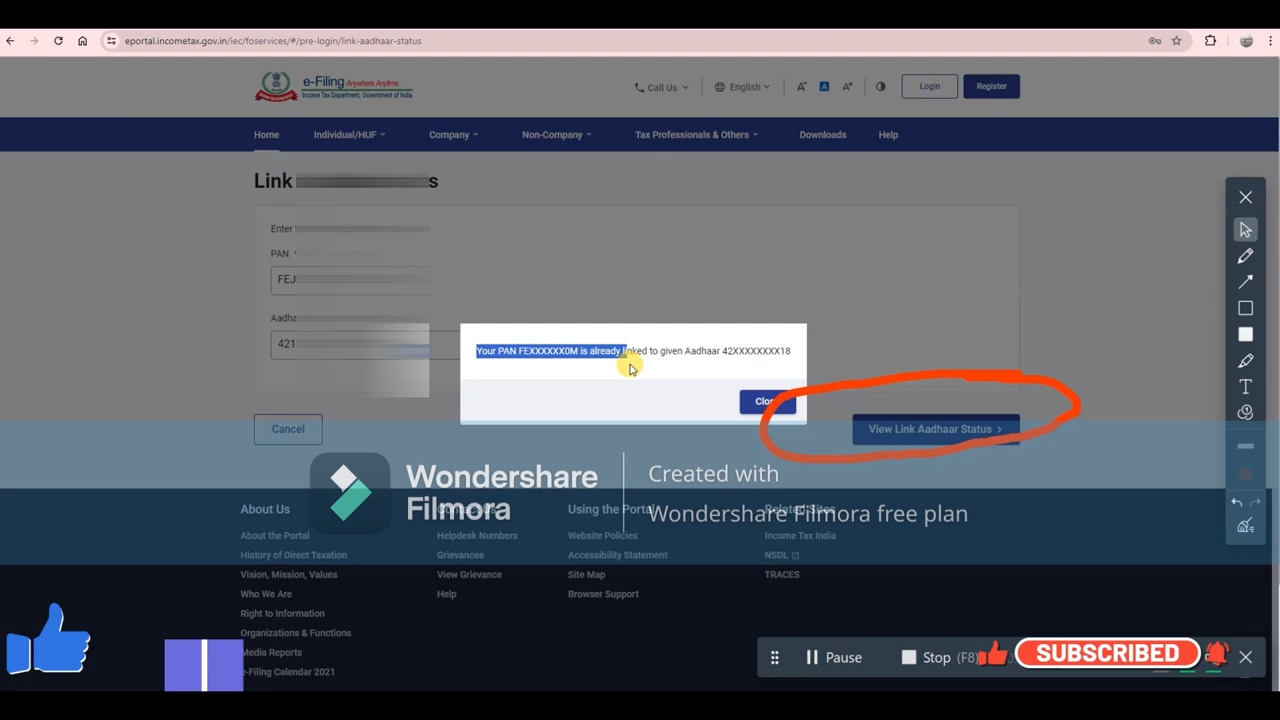 eportal.incometax.gov.in/iec/foservices/#/pre-login/link-aadhaar-status
e-Filing Anywhere Anytime
Income Tax Department, Government of India
Call Us
English
A
Login
Register
Home
Individual/HUF
Company
Non-Company
Tax Professionals & Others
Downloads
Help
Link
s
Enter
PAN *
FEJ
Aadha
421
Your PAN FEXXXXXX0M is already linked to given Aadhaar 42XXXXXXXX18
Clo
Cancel
View Link Aadhaar Status >
Wondershare
Filmora
Created with
Wondershare Filmora free plan
About Us
Using the Portal
Related Sites
About the Portal
Helpdesk Numbers
Website Policies
Income Tax India
History of Direct Taxation
Grievances
Accessibility Statement
NSDL
Vision, Mission, Values
View Grievance
Site Map
TRACES
Who We Are
Help
Browser Support
Right to Information
Organizations & Functions
Media Reports
e-Filing Calendar 2021
T
Pause
Stop (F8)
SUBSCRIBED